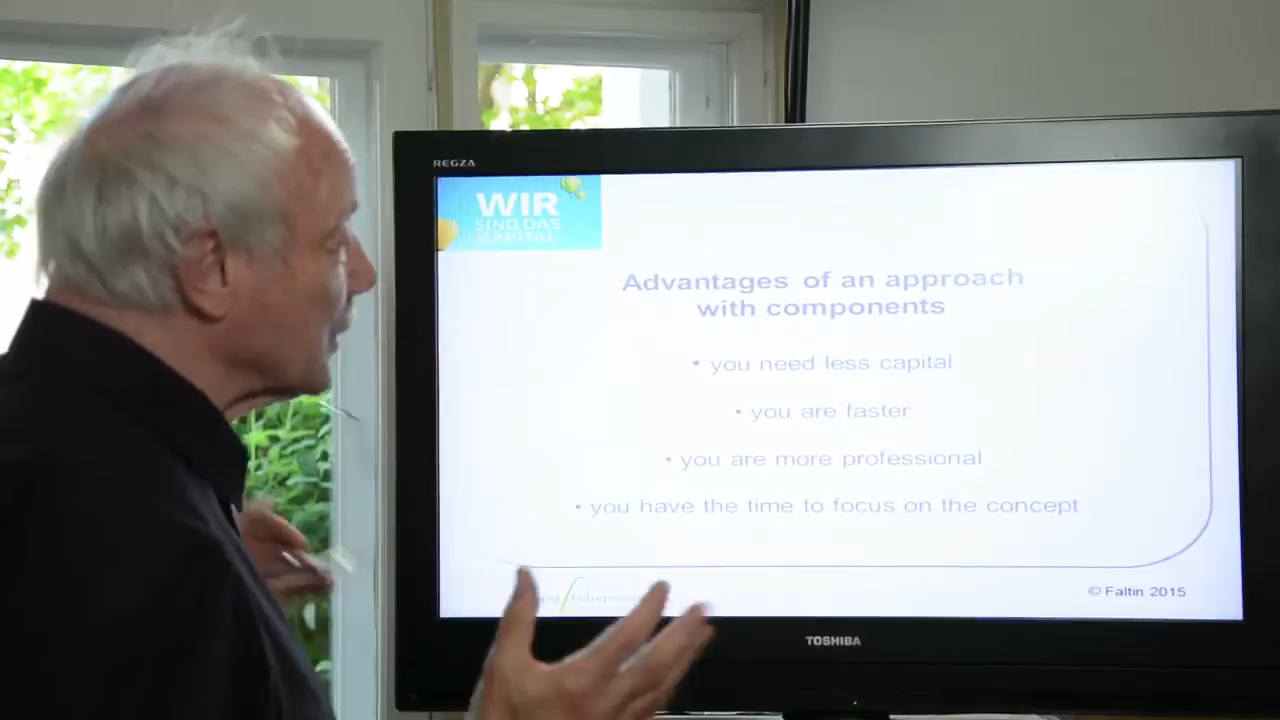 REGZA
WIR
SIND DAS
KAPITAL
Advantages of an approach
with components
• you need less capital
• you are faster
• you are more professional
• you have the time to focus on the concept
© Faltin 2015
TOSHIBA